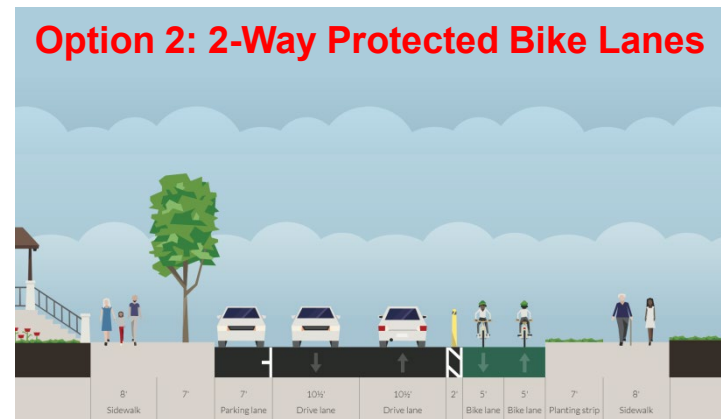 Option 2: 2-Way Protected Bike Lanes
8' 7' 7' 10½' 10½' 2' 5' 5' 7' 8'
Sidewalk Parking lane Drive lane Drive lane Bike lane Bike lane Planting strip Sidewalk